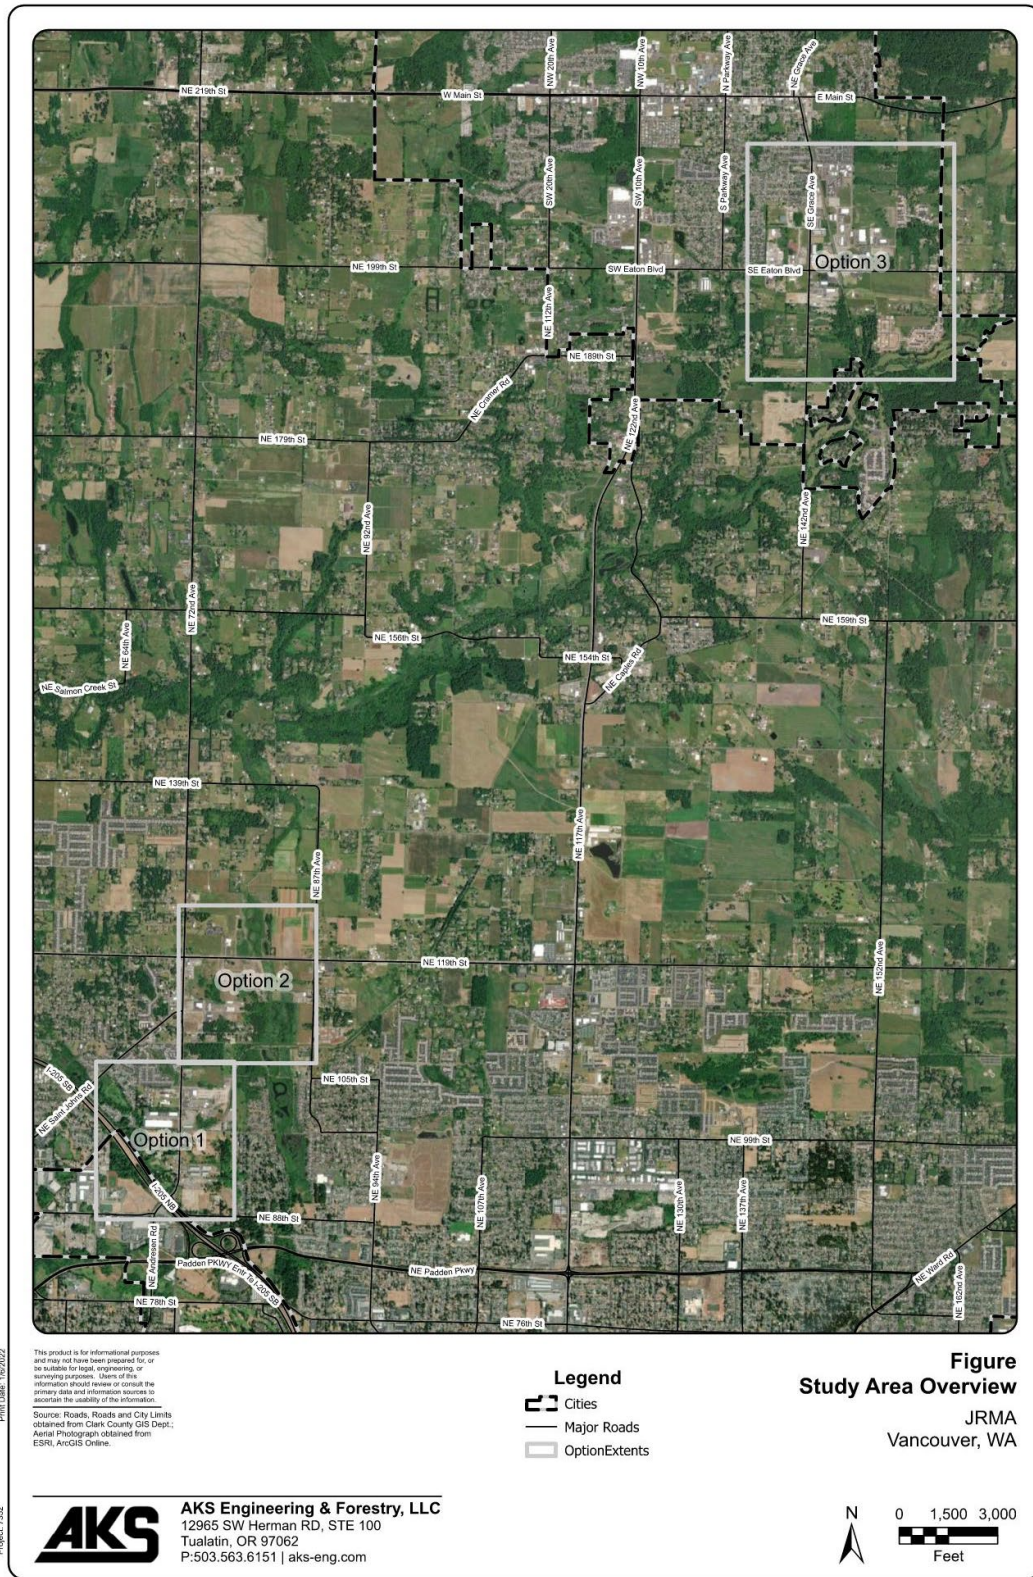 NW 20th Ave
NW 10th Ave
N Parkway Ave
NE Grace Ave
NE 219th St
W Main St
E Main St
SW 20th Ave
SW 10th Ave
S Parkway Ave
SE Grace Ave
NE 199th St
SW Eaton Blvd
SE Eaton Blvd
Option 3
NE 112th Ave
NE 189th St
NE Cramer Rd
NE 179th St
NE 122nd Ave
NE 92nd Ave
NE 142nd Ave
NE 72nd Ave
NE 64th Ave
NE 156th St
NE 159th St
NE 154th St
NE Caples Rd
NE Salmon Creek St
NE 139th St
NE 117th Ave
NE 87th Ave
NE 119th St
NE 152nd Ave
Option 2
I-205 SB
NE Saint Johns Rd
NE 105th St
Option 1
NE 99th St
NE 94th Ave
I-205 NB
NE 107th Ave
NE 130th Ave
NE 137th Ave
NE 88th St
NE Andresen Rd
Padden PKWY Entr To I-205 SB
NE Padden Pkwy
NE Ward Rd
NE 162nd Ave
NE 78th St
NE 76th St
This product is for informational purposes
and may not have been prepared for, or
be suitable for legal, engineering, or
surveying purposes. Users of this
information should review or consult the
primary data and information sources to
ascertain the usability of the information.
Source: Roads, Roads and City Limits
obtained from Clark County GIS Dept.;
Aerial Photograph obtained from
ESRI, ArcGIS Online.
Legend
Cities
Major Roads
OptionExtents
Figure
Study Area Overview
JRMA
Vancouver, WA
AKS
AKS Engineering & Forestry, LLC
12965 SW Herman RD, STE 100
Tualatin, OR 97062
P:503.563.6151 | aks-eng.com
N
0 1,500 3,000
Feet